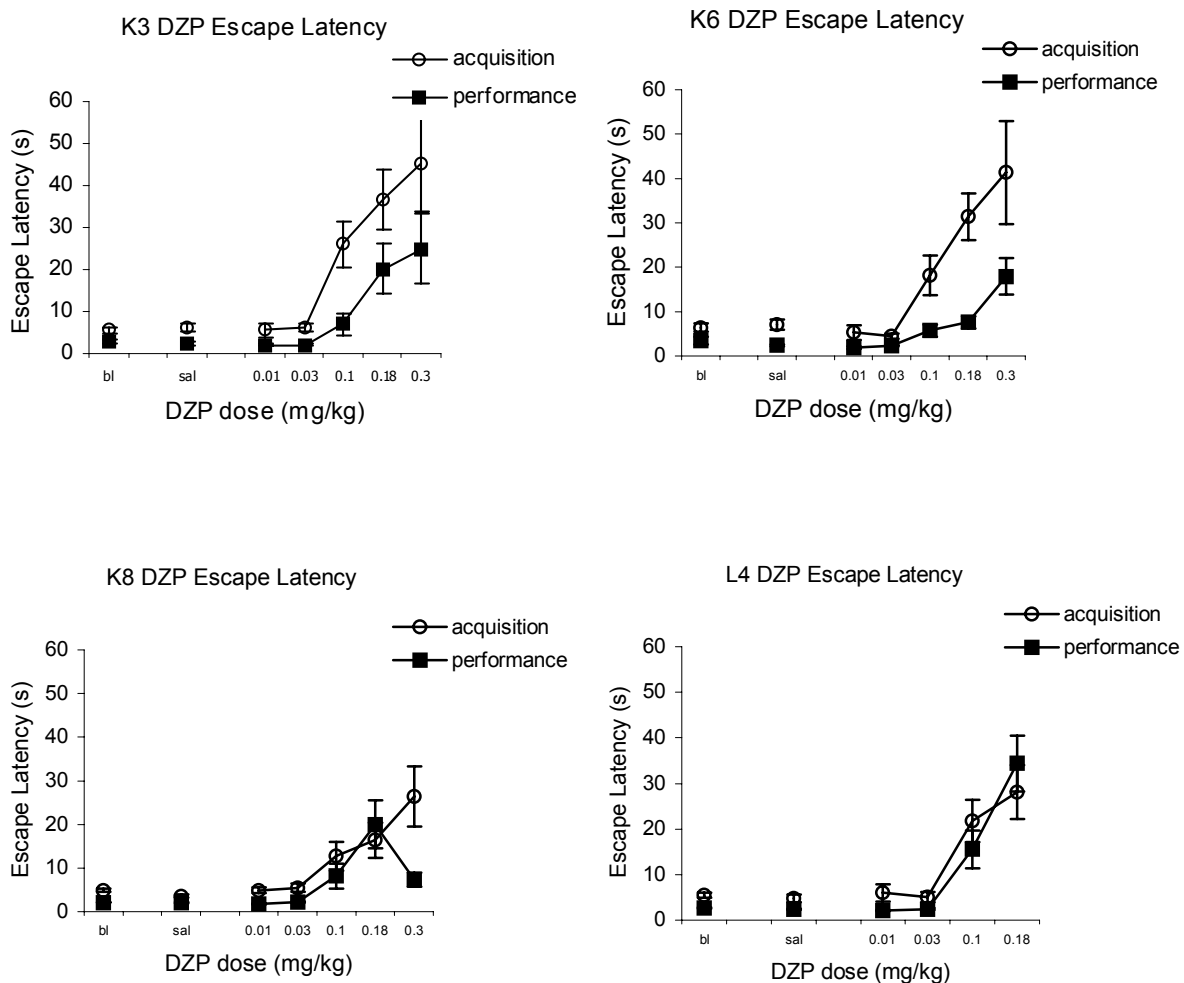 K3 DZP Escape Latency
acquisition
performance
Escape Latency (s)
60
50
40
30
20
10
0
bl sal 0.01 0.03 0.1 0.18 0.3
DZP dose (mg/kg)
K6 DZP Escape Latency
acquisition
performance
Escape Latency (s)
60
50
40
30
20
10
0
bl sal 0.01 0.03 0.1 0.18 0.3
DZP dose (mg/kg)
K8 DZP Escape Latency
acquisition
performance
Escape Latency (s)
60
50
40
30
20
10
0
bl sal 0.01 0.03 0.1 0.18 0.3
DZP dose (mg/kg)
L4 DZP Escape Latency
acquisition
performance
Escape Latency (s)
60
50
40
30
20
10
0
bl sal 0.01 0.03 0.1 0.18
DZP dose (mg/kg)